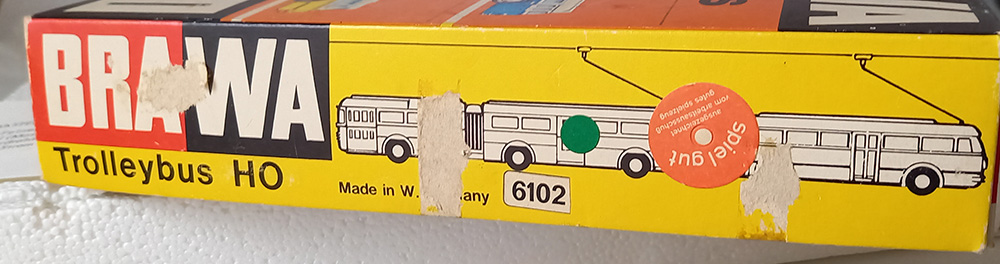 BRAWA
Trolleybus HO
Made in W.   any
6102
spiel gut
ausgezeichnet
vom arbeitsausschuß
gutes spielzeug